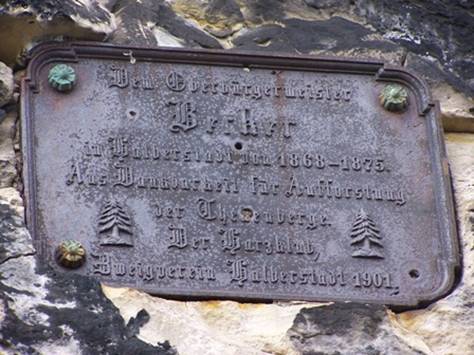 Dem Oberbürgermeister
Becker
in Halberstadt von 1868-1875.
Aus Dankbarkeit für Aufforstung
der Thekenberge.
Der Harzklub,
Zweigverein Halberstadt 1901.